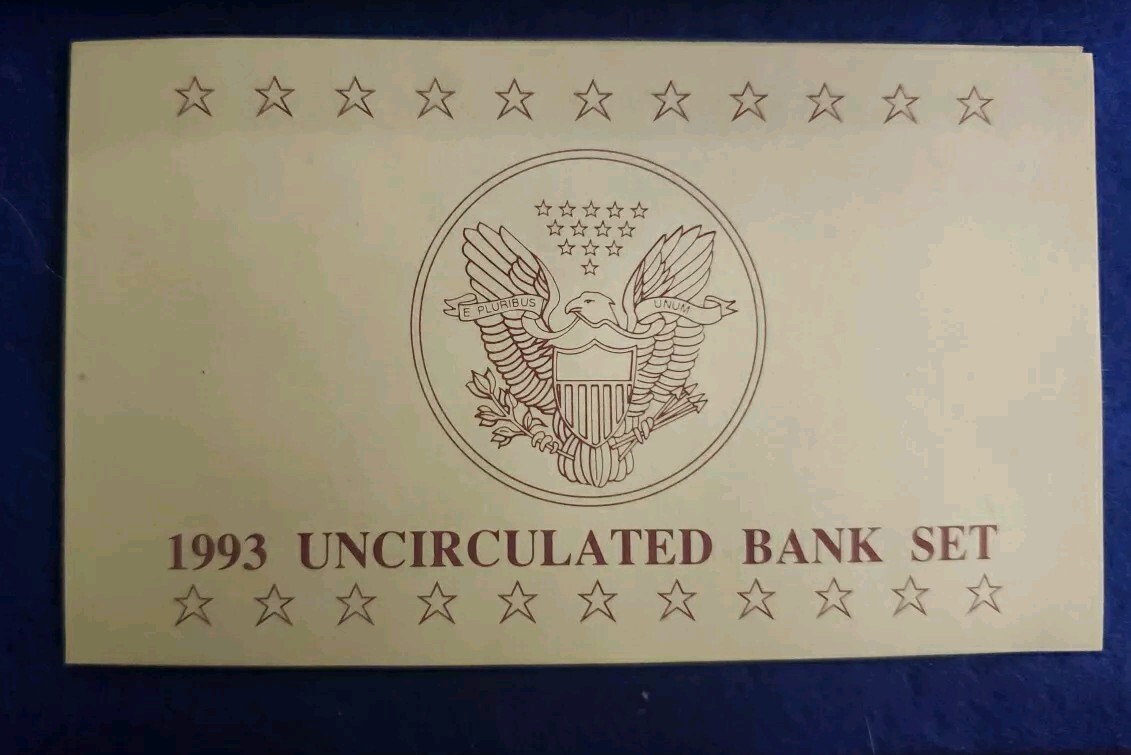 E PLURIBUS UNUM
1993 UNCIRCULATED BANK SET